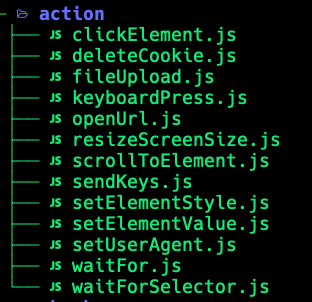 action
JS clickElement.js
JS deleteCookie.js
JS fileUpload.js
JS keyboardPress.js
JS openUrl.js
JS resizeScreenSize.js
JS scrollToElement.js
JS sendKeys.js
JS setElementStyle.js
JS setElementValue.js
JS setUserAgent.js
JS waitFor.js
JS waitForSelector.js